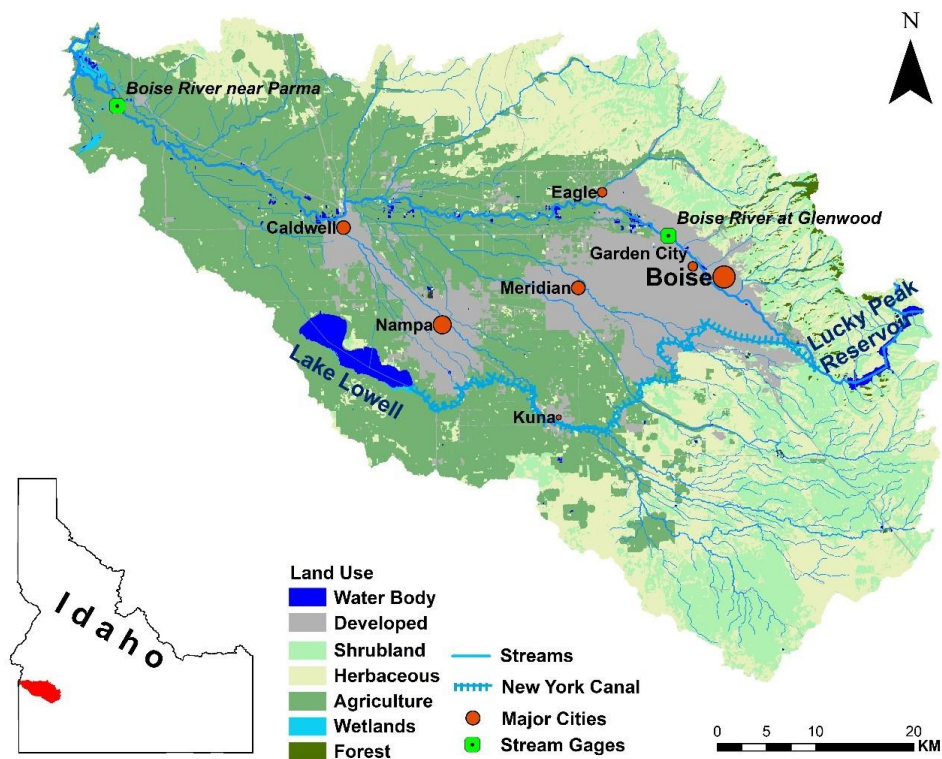 N
Boise River near Parma
Eagle
Boise River at Glenwood
Caldwell
Garden City
Boise
Meridian
Nampa
Lucky Peak
Reservoir
Lake Lowell
Kuna
Idaho
Land Use
Water Body
Developed
Shrubland
Herbaceous
Agriculture
Wetlands
Forest
Streams
New York Canal
Major Cities
Stream Gages
0 5 10 20
KM